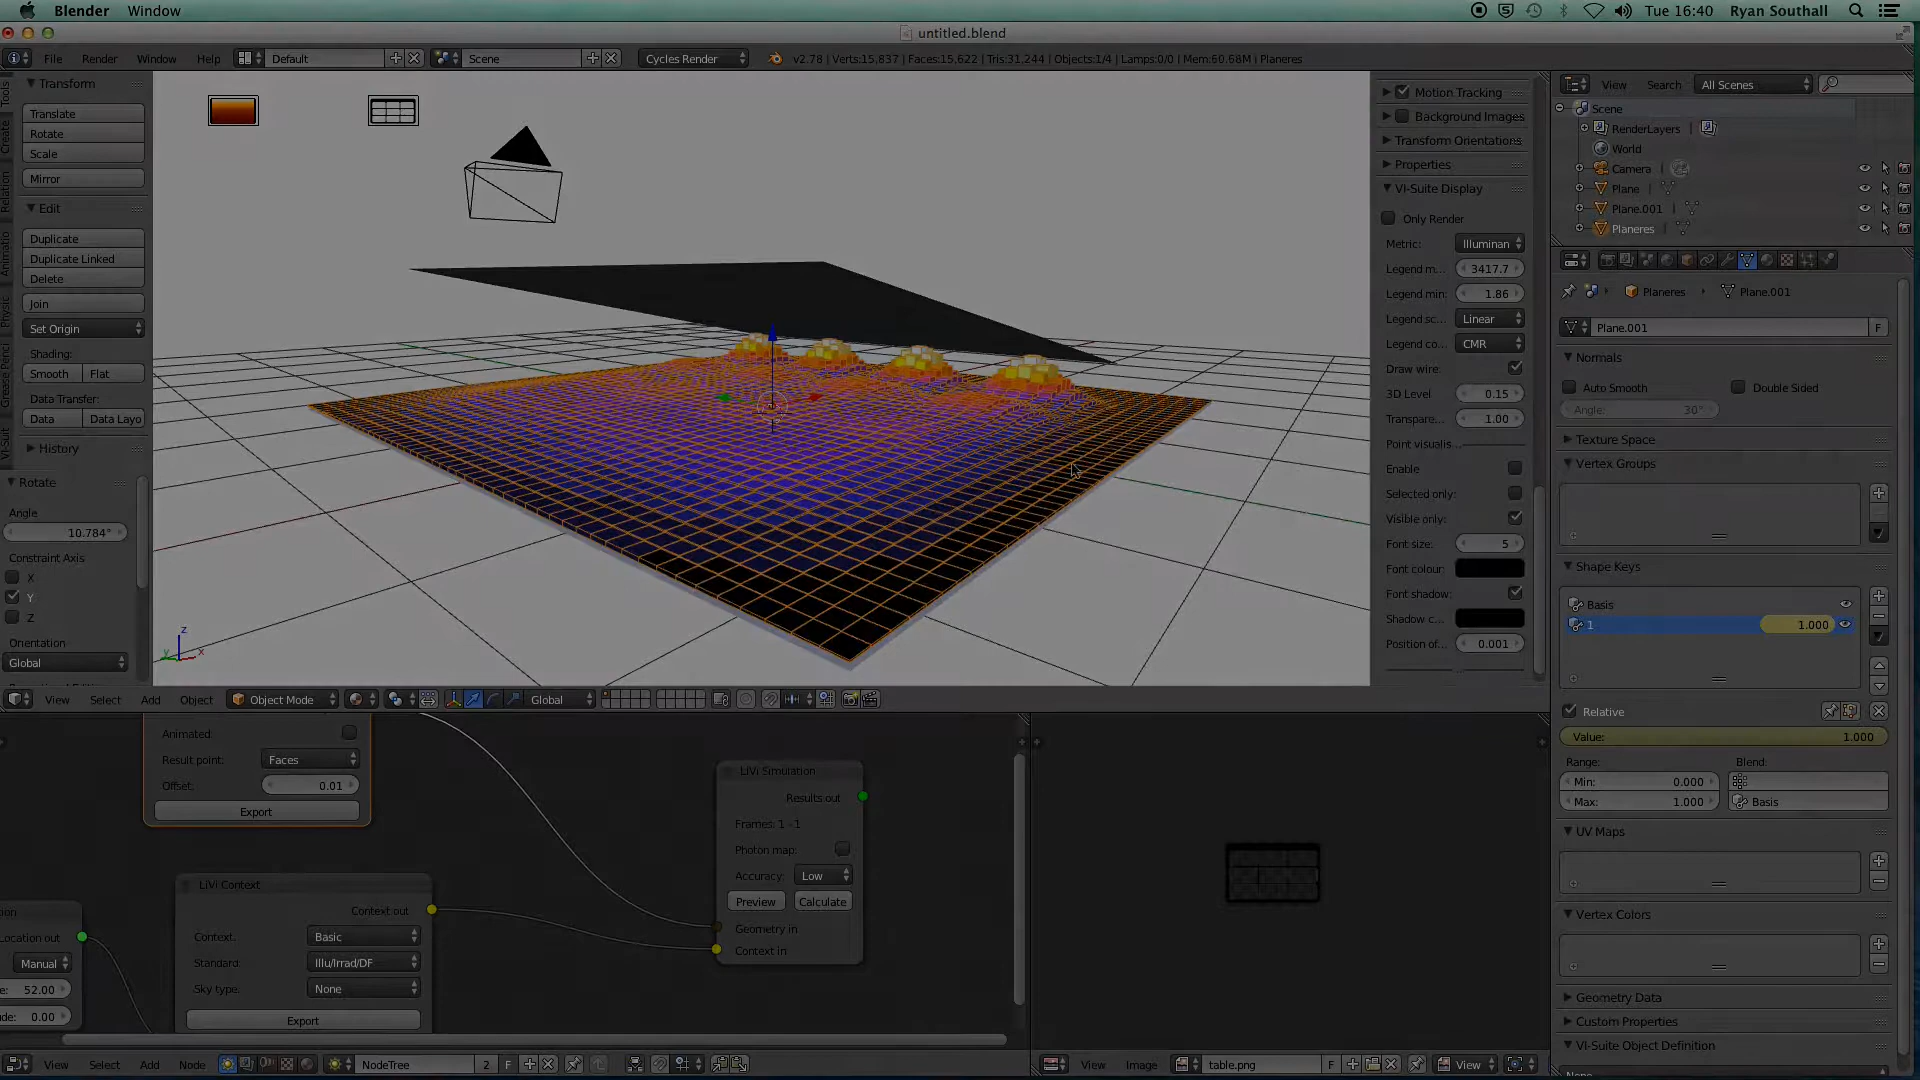 Blender Window Tue 16:40 Ryan Southall
untitled.blend
File Render Window Help Default Scene Cycles Render v2.78 | Verts:15,837 | Faces:15,622 | Tris:31,244 | Objects:1/4 | Lamps:0/0 | Mem:60.68M | Planeres
Transform
Translate
Rotate
Scale
Mirror
Edit
Duplicate
Duplicate Linked
Delete
Join
Set Origin
Shading:
Smooth Flat
Data Transfer:
Data Data Layo
History
Tools
Create
Relation
Animatio
Physic
Grease Penci
VI-Suit
Rotate
Angle
10.784°
Constraint Axis
X
Y
Z
Orientation
Global
z
y x
Motion Tracking
Background Images
Transform Orientations
Properties
VI-Suite Display
Only Render
Metric: Illuminan
Legend m... 3417.7
Legend min: 1.86
Legend sc... Linear
Legend co... CMR
Draw wire:
3D Level 0.15
Transpare... 1.00
Point visualis...
Enable
Selected only:
Visible only:
Font size: 5
Font colour:
Font shadow:
Shadow c...
Position of... 0.001
View Search All Scenes
Scene
RenderLayers
World
Camera
Plane
Plane.001
Planeres
Planeres Plane.001
Plane.001 F
Normals
Auto Smooth Double Sided
Angle: 30°
Texture Space
Vertex Groups
Shape Keys
Basis
1 1.000
Relative
Value: 1.000
Range: Blend:
Min: 0.000
Max: 1.000 Basis
UV Maps
Vertex Colors
Geometry Data
Custom Properties
VI-Suite Object Definition
None
View Select Add Object Object Mode Global
Animated:
Result point: Faces
Offset: 0.01
Export
LiVi Simulation
Results out
Frames: 1 - 1
Photon map:
Accuracy: Low
Preview Calculate
Geometry in
Context in
LiVi Context
Context out
Context: Basic
Standard: Illu/Irrad/DF
Sky type: None
Export
Location out
Manual
52.00
0.00
View Select Add Node NodeTree 2 F
View Image table.png F View